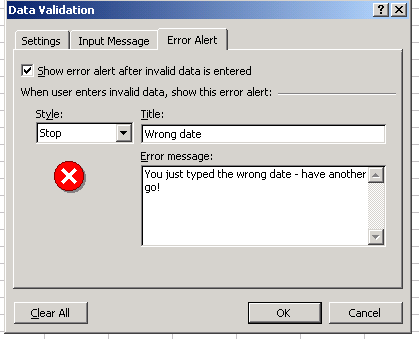 Data Validation
Settings
Input Message
Error Alert
Show error alert after invalid data is entered
When user enters invalid data, show this error alert:
Style:
Title:
Stop
Wrong date
Error message:
You just typed the wrong date - have another
go!
Clear All
OK
Cancel